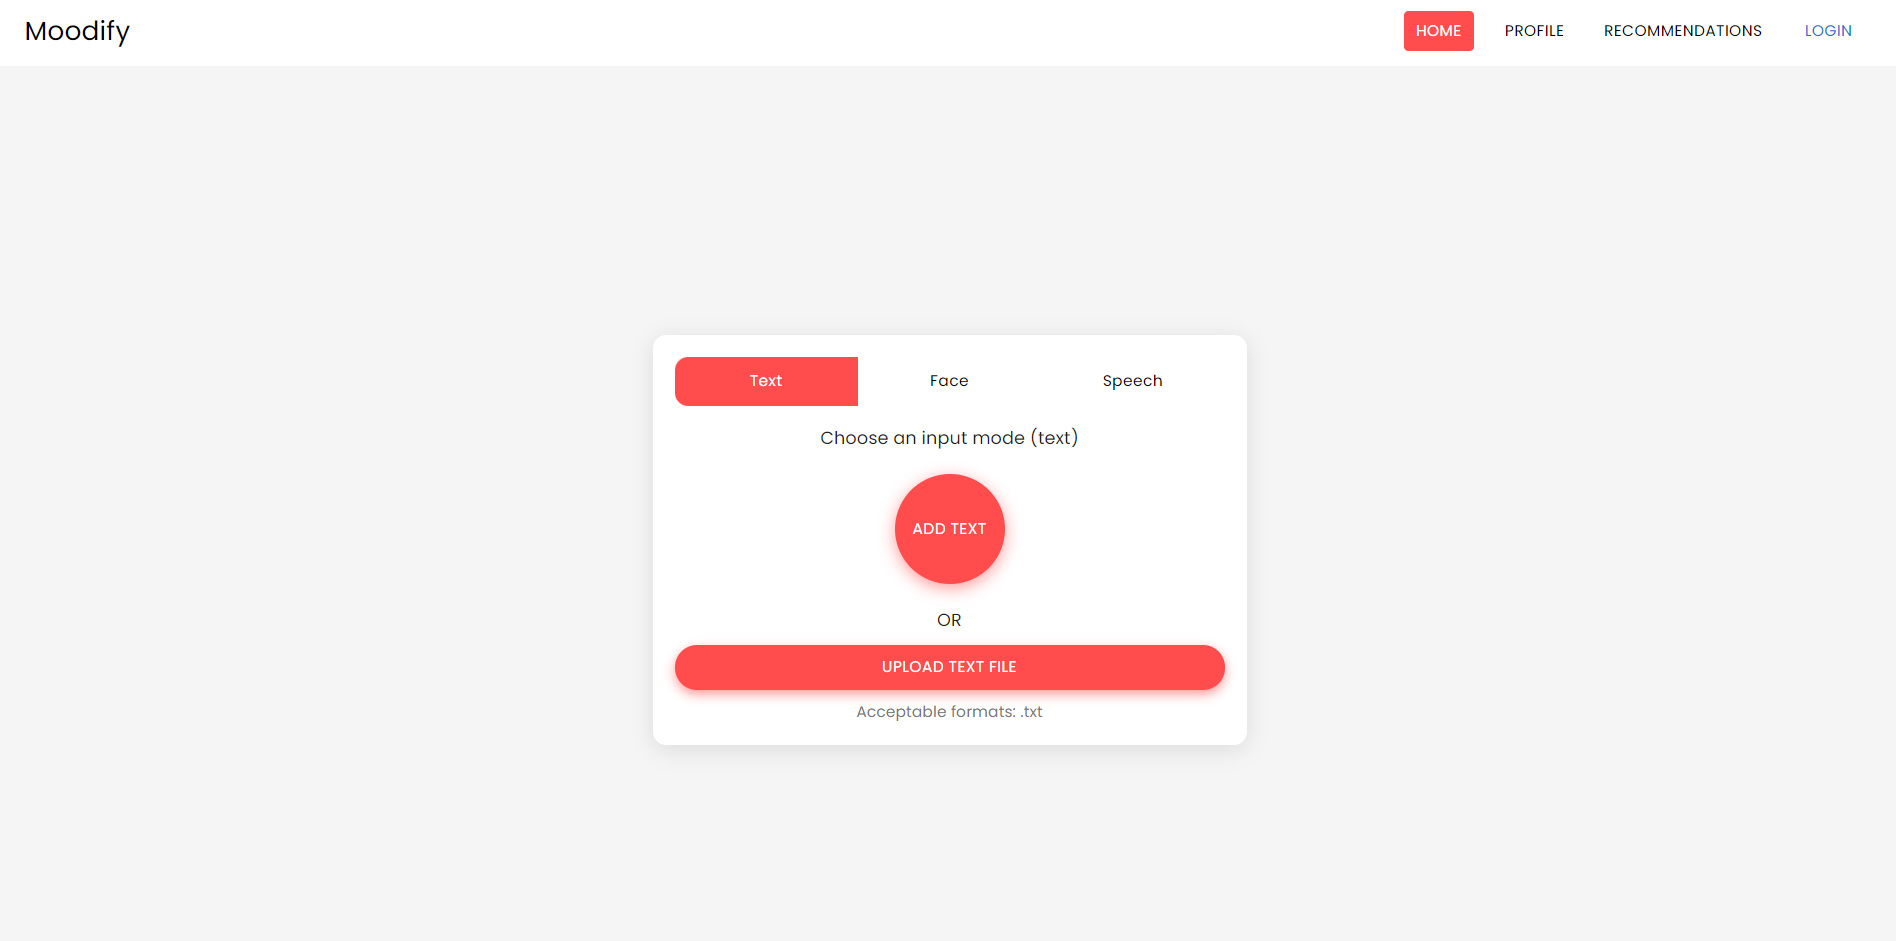 Moodify
HOME PROFILE RECOMMENDATIONS LOGIN
Text Face Speech
Choose an input mode (text)
ADD TEXT
OR
UPLOAD TEXT FILE
Acceptable formats: .txt